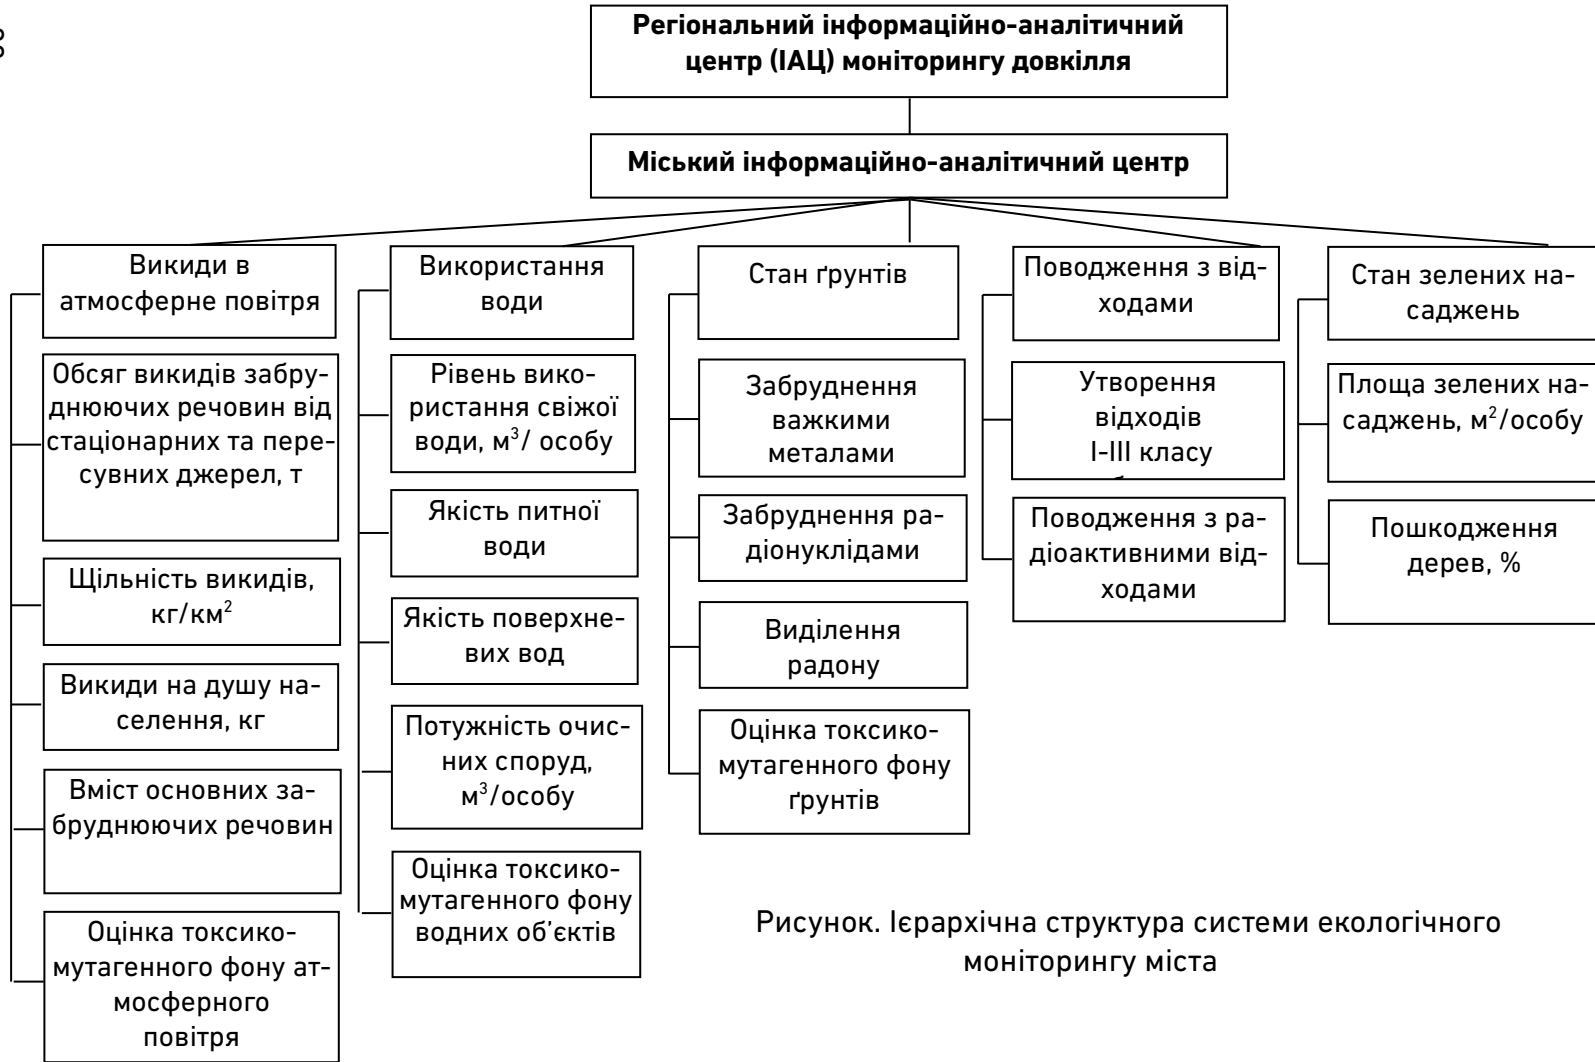 Регіональний інформаційно-аналітичний
центр (ІАЦ) моніторингу довкілля
Міський інформаційно-аналітичний центр
Викиди в
атмосферне повітря
Обсяг викидів забру-
днюючих речовин від
стаціонарних та пере-
сувних джерел, т
Щільність викидів,
кг/км²
Викиди на душу на-
селення, кг
Вміст основних за-
бруднюючих речовин
Оцінка токсико-
мутагенного фону ат-
мосферного
повітря
Використання
води
Рівень вико-
ристання свіжої
води, м³/ особу
Якість питної
води
Якість поверхне-
вих вод
Потужність очис-
них споруд,
м³/особу
Оцінка токсико-
мутагенного фону
водних об’єктів
Стан ґрунтів
Забруднення
важкими
металами
Забруднення ра-
діонуклідами
Виділення
радону
Оцінка токсико-
мутагенного фону
ґрунтів
Поводження з від-
ходами
Утворення
відходів
І-ІІІ класу
Поводження з ра-
діоактивними від-
ходами
Стан зелених на-
саджень
Площа зелених на-
саджень, м²/особу
Пошкодження
дерев, %
Рисунок. Ієрархічна структура системи екологічного
моніторингу міста